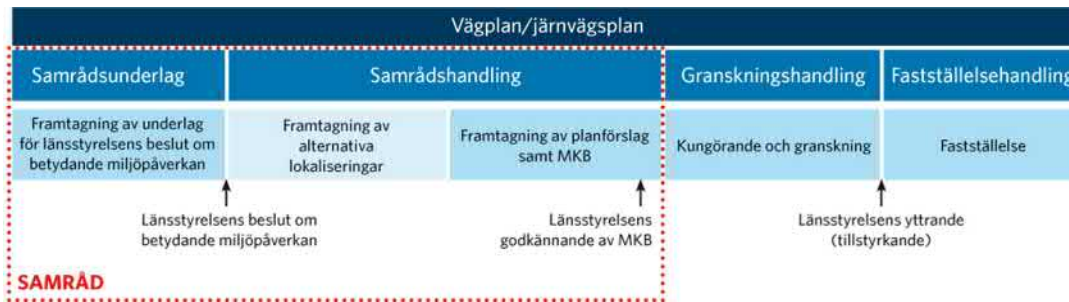 Vägplan/järnvägsplan
Samrådsunderlag
Samrådshandling
Granskningshandling
Fastställelsehandling
Framtagning av underlag
för länsstyrelsens beslut om
betydande miljöpåverkan
Framtagning av
alternativa
lokaliseringar
Framtagning av planförslag
samt MKB
Kungörande och granskning
Fastställelse
Länsstyrelsens beslut om
betydande miljöpåverkan
Länsstyrelsens
godkännande av MKB
Länsstyrelsens yttrande
(tillstyrkande)
SAMRÅD